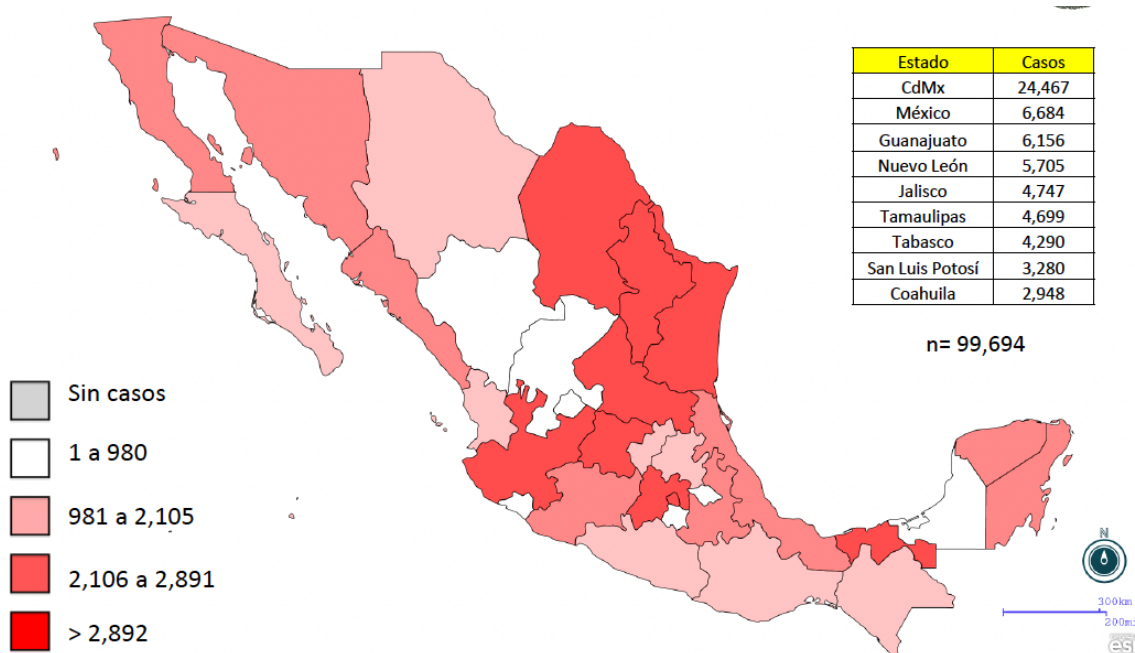 Estado Casos
CdMx 24,467
México 6,684
Guanajuato 6,156
Nuevo León 5,705
Jalisco 4,747
Tamaulipas 4,699
Tabasco 4,290
San Luis Potosí 3,280
Coahuila 2,948
n= 99,694
Sin casos
1 a 980
981 a 2,105
2,106 a 2,891
> 2,892
N
300km
200mi
es